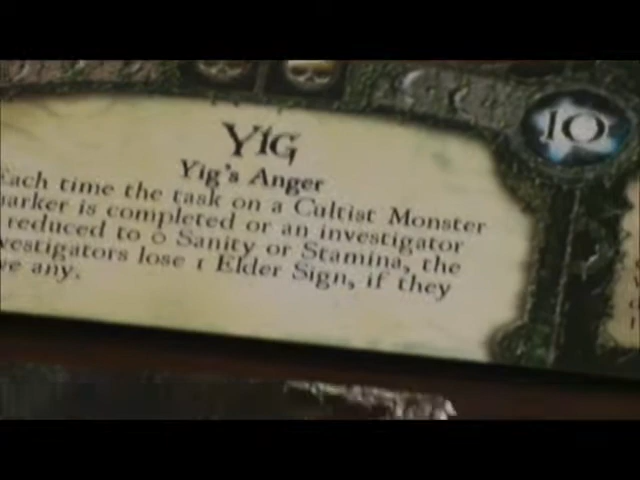 Yig
10
Yig's Anger
Each time the task on a Cultist Monster
marker is completed or an investigator
reduced to 0 Sanity or Stamina, the
vestigators lose 1 Elder Sign, if they
ve any.